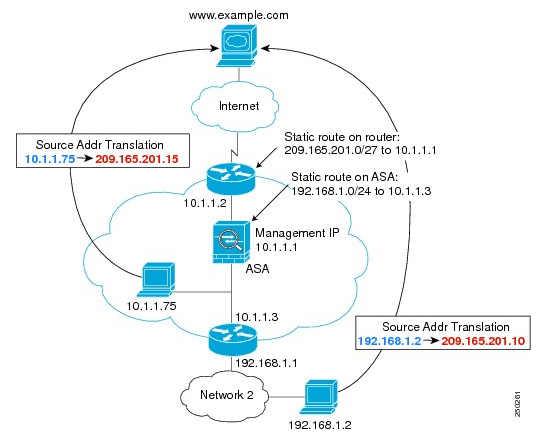 www.example.com
Internet
Source Addr Translation
10.1.1.75 209.165.201.15
Static route on router:
209.165.201.0/27 to 10.1.1.1
Static route on ASA:
192.168.1.0/24 to 10.1.1.3
10.1.1.2
Management IP
10.1.1.1
ASA
10.1.1.75
10.1.1.3
Source Addr Translation
192.168.1.2 209.165.201.10
192.168.1.1
Network 2
192.168.1.2
250261